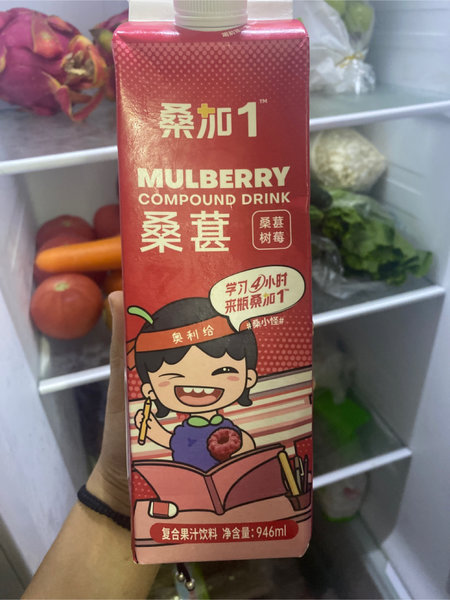 桑加1™
MULBERRY
COMPOUND DRINK
桑葚
桑葚
树莓
学习4小时
来瓶桑加1™
#桑小怪#
奥利给
复合果汁饮料 净含量:946ml